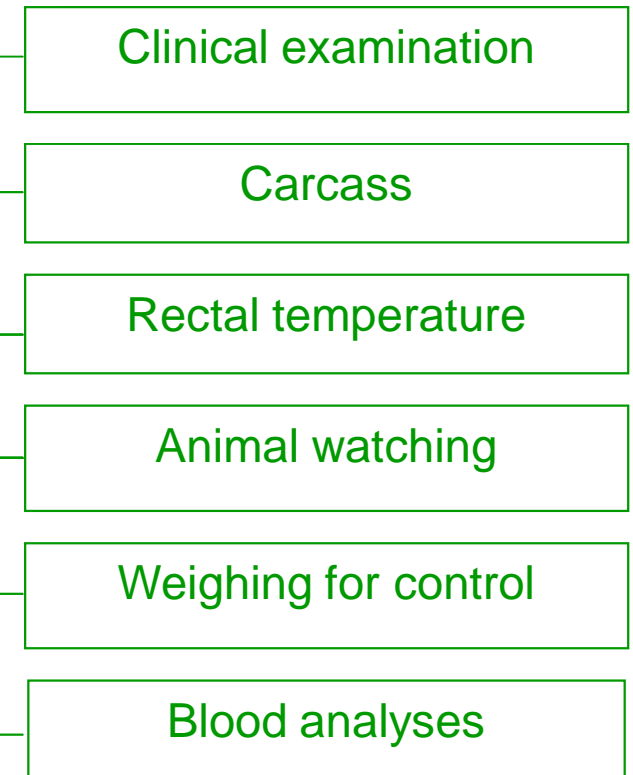 Clinical examination
Carcass
Rectal temperature
Animal watching
Weighing for control
Blood analyses